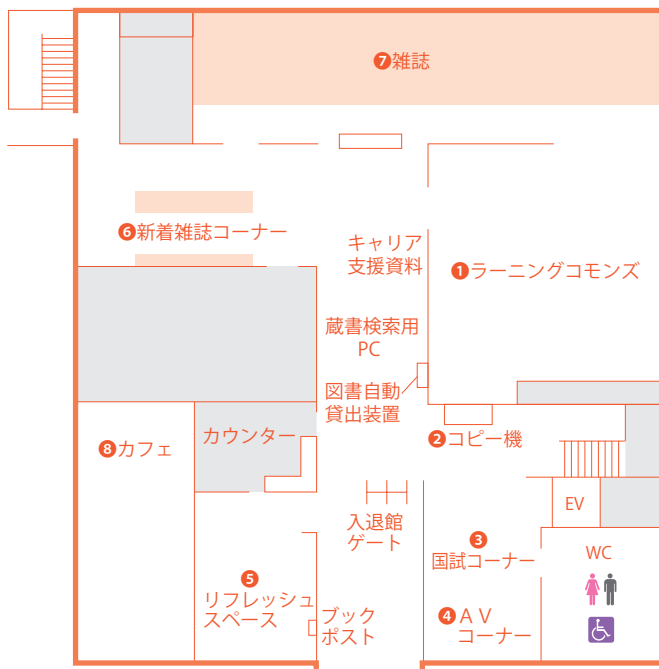 ❼雑誌
❻新着雑誌コーナー
キャリア
支援資料
❶ラーニングコモンズ
蔵書検索用
PC
図書自動
貸出装置
❽カフェ
カウンター
❷コピー機
EV
入退館
ゲート
❸
国試コーナー
WC
❺
リフレッシュ
スペース
ブック
ポスト
❹ＡＶ
コーナー